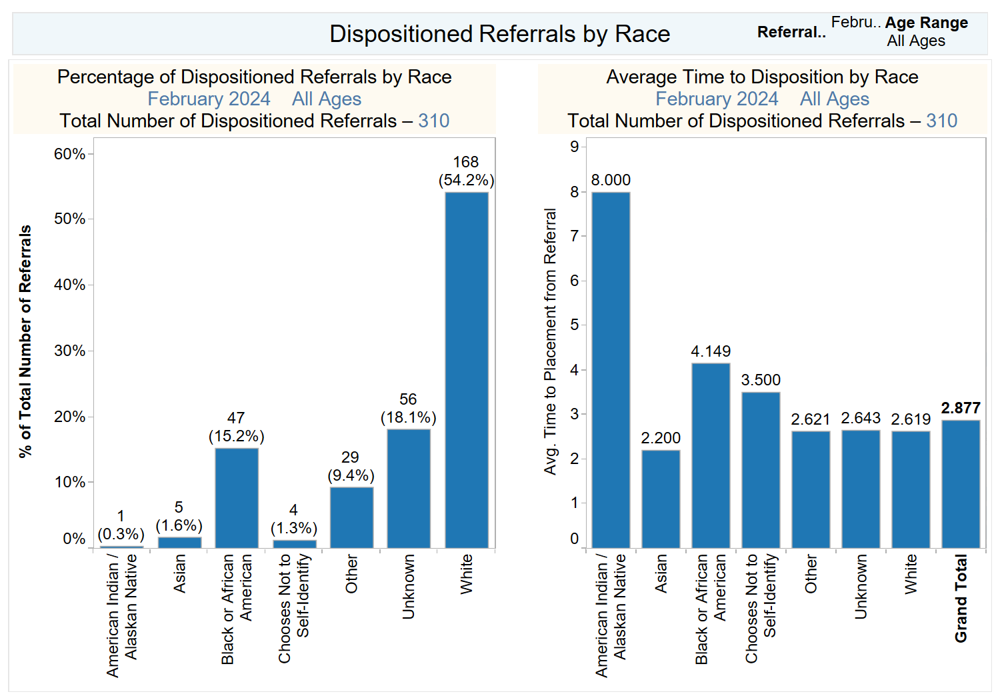 Dispositioned Referrals by Race
Referral..
Febru..
Age Range
All Ages
Percentage of Dispositioned Referrals by Race
February 2024 All Ages
Total Number of Dispositioned Referrals – 310
% of Total Number of Referrals
60%
50%
40%
30%
20%
10%
0%
1
(0.3%)
5
(1.6%)
47
(15.2%)
4
(1.3%)
29
(9.4%)
56
(18.1%)
168
(54.2%)
American Indian /
Alaskan Native
Asian
Black or African
American
Chooses Not to
Self-Identify
Other
Unknown
White
Average Time to Disposition by Race
February 2024 All Ages
Total Number of Dispositioned Referrals – 310
Avg. Time to Placement from Referral
9
8
7
6
5
4
3
2
1
0
8.000
2.200
4.149
3.500
2.621
2.643
2.619
2.877
American Indian /
Alaskan Native
Asian
Black or African
American
Chooses Not to
Self-Identify
Other
Unknown
White
Grand Total